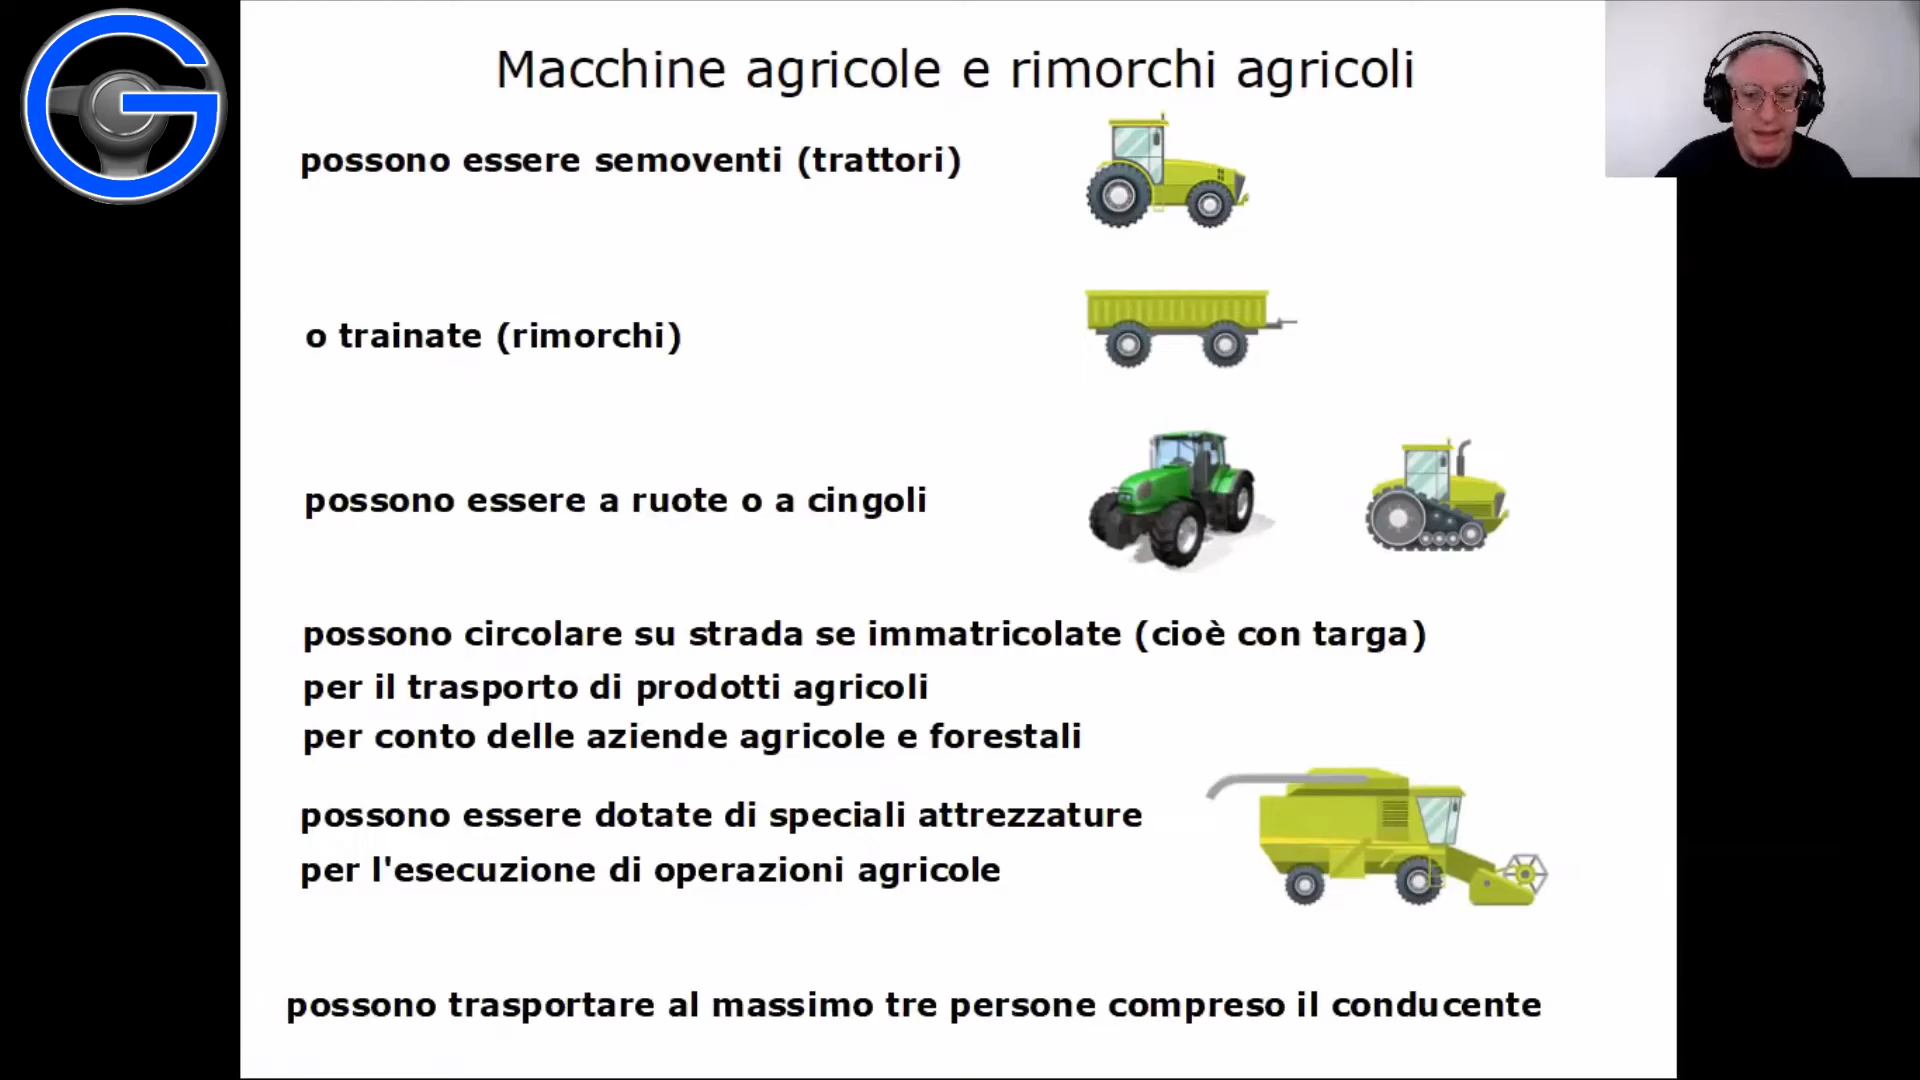 Macchine agricole e rimorchi agricoli
possono essere semoventi (trattori)
o trainate (rimorchi)
possono essere a ruote o a cingoli
possono circolare su strada se immatricolate (cioè con targa)
per il trasporto di prodotti agricoli
per conto delle aziende agricole e forestali
possono essere dotate di speciali attrezzature
per l'esecuzione di operazioni agricole
possono trasportare al massimo tre persone compreso il conducente
G